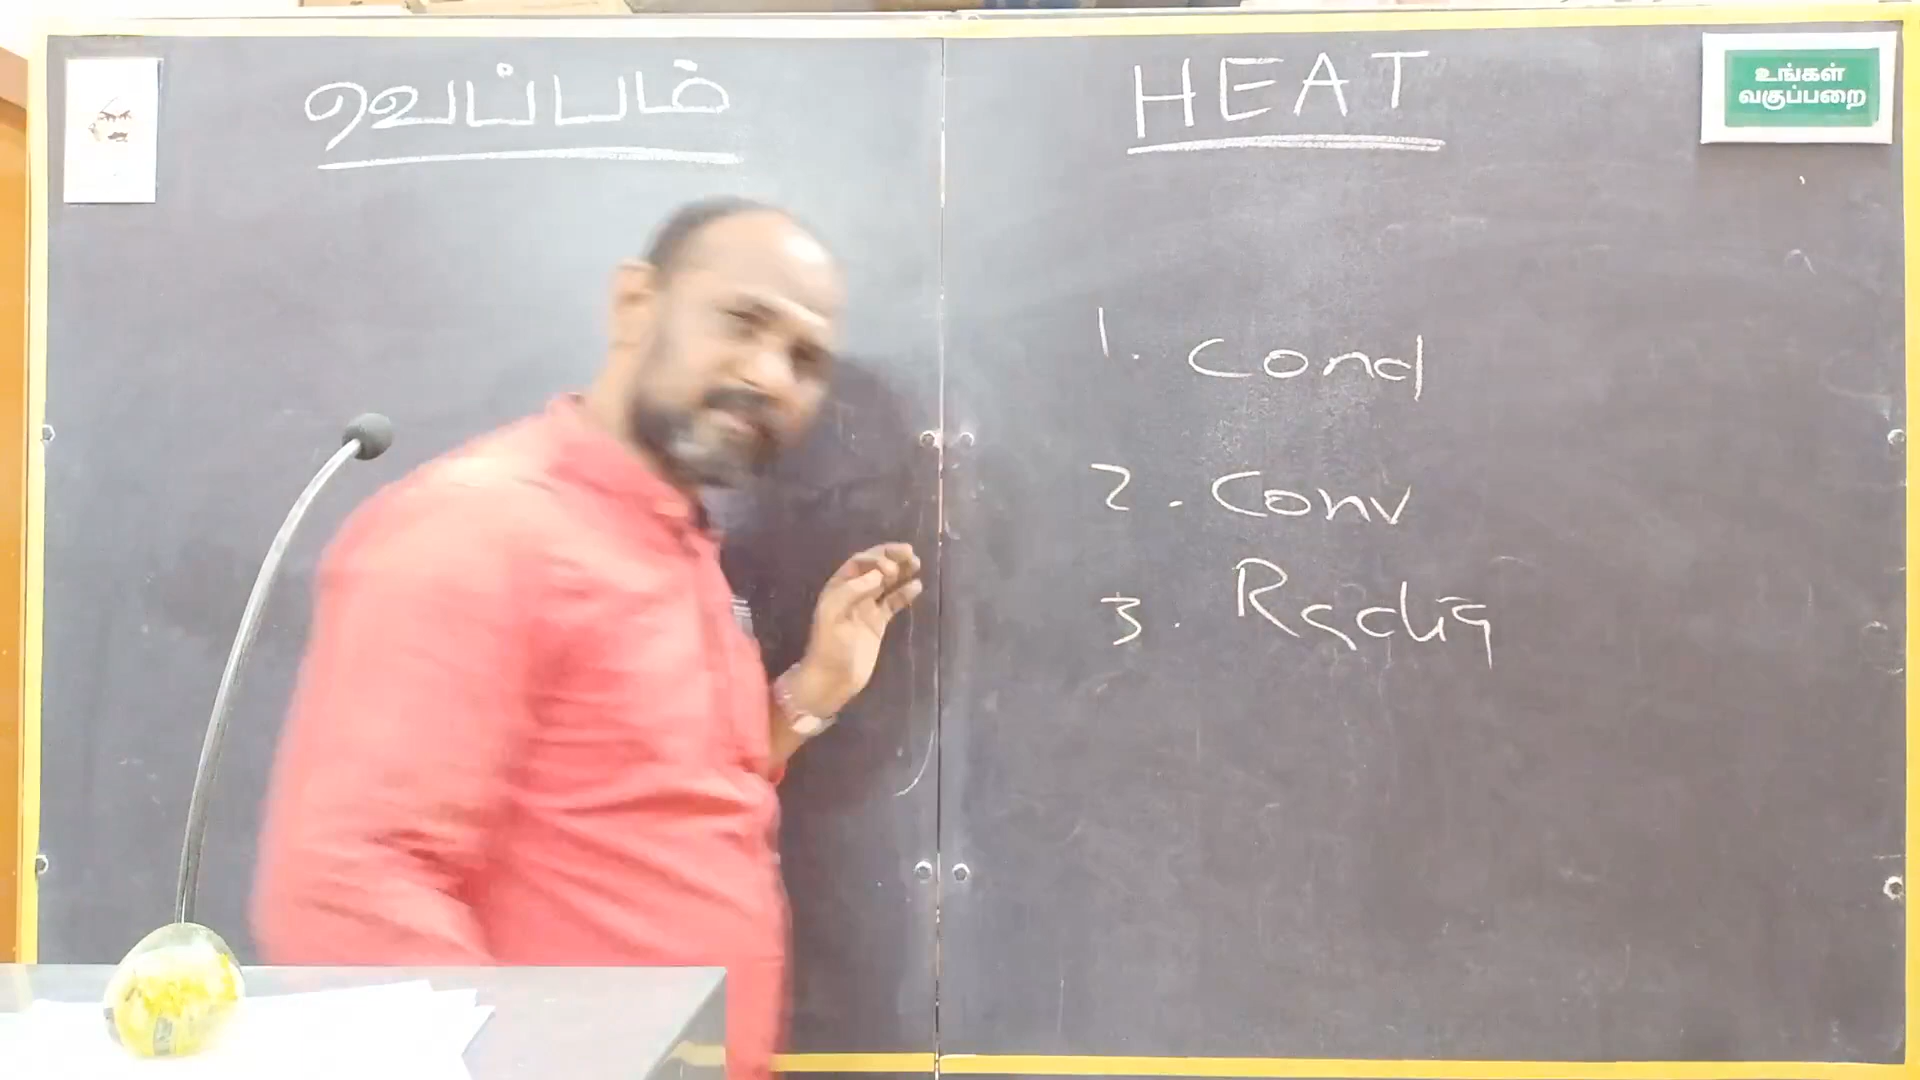 வெப்பம்
HEAT
உங்கள்
வகுப்பறை
1. Cond
2. Conv
3. Radia